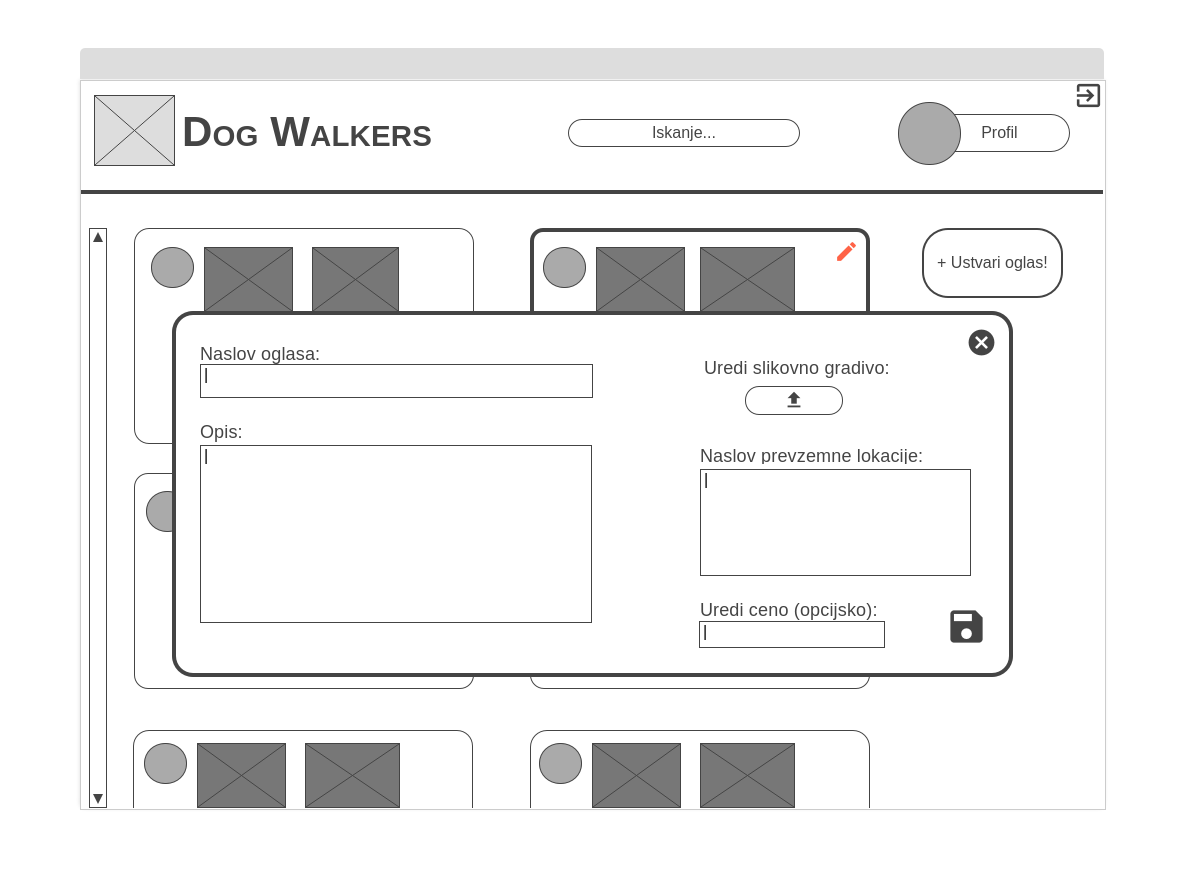 Dog Walkers
Iskanje...
Profil
+ Ustvari oglas!
Naslov oglasa:
Uredi slikovno gradivo:
Opis:
Naslov prevzemne lokacije:
Uredi ceno (opcijsko):